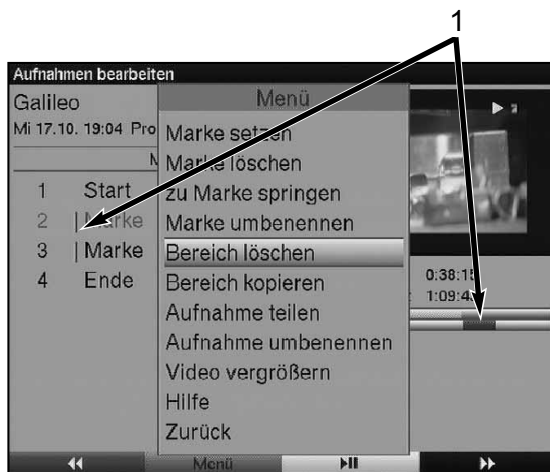 1
Aufnahmen bearbeiten
Galileo
Mi 17.10. 19:04 Pro
M
1 Start
2 | Marke
3 | Marke
4 Ende
Menü
Marke setzen
Marke löschen
zu Marke springen
Marke umbenennen
Bereich löschen
Bereich kopieren
Aufnahme teilen
Aufnahme umbenennen
Video vergrößern
Hilfe
Zurück
0:38:15
1:09:4
Menü